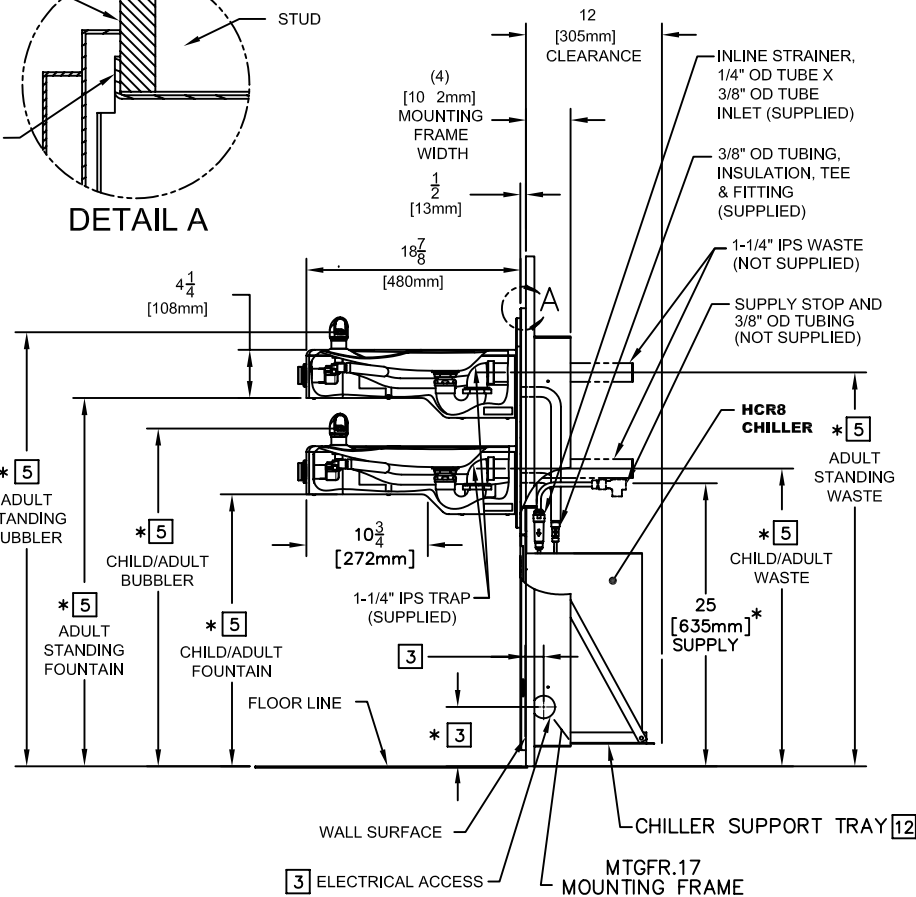 STUD
DETAIL A
12
[305mm]
CLEARANCE
(4)
[10 2mm]
MOUNTING
FRAME
WIDTH
1/2
[13mm]
18 7/8
[480mm]
4 1/4
[108mm]
A
INLINE STRAINER,
1/4" OD TUBE X
3/8" OD TUBE
INLET (SUPPLIED)
3/8" OD TUBING,
INSULATION, TEE
& FITTING
(SUPPLIED)
1-1/4" IPS WASTE
(NOT SUPPLIED)
SUPPLY STOP AND
3/8" OD TUBING
(NOT SUPPLIED)
HCR8
CHILLER
* 5
ADULT
STANDING
WASTE
* 5
CHILD/ADULT
WASTE
25
[635mm]*
SUPPLY
* 5
ADULT
TANDING
UBBLER
* 5
ADULT
STANDING
FOUNTAIN
* 5
CHILD/ADULT
BUBBLER
* 5
CHILD/ADULT
FOUNTAIN
10 3/4
[272mm]
1-1/4" IPS TRAP
(SUPPLIED)
3
* 3
FLOOR LINE
WALL SURFACE
3 ELECTRICAL ACCESS
CHILLER SUPPORT TRAY 12
MTGFR.17
MOUNTING FRAME